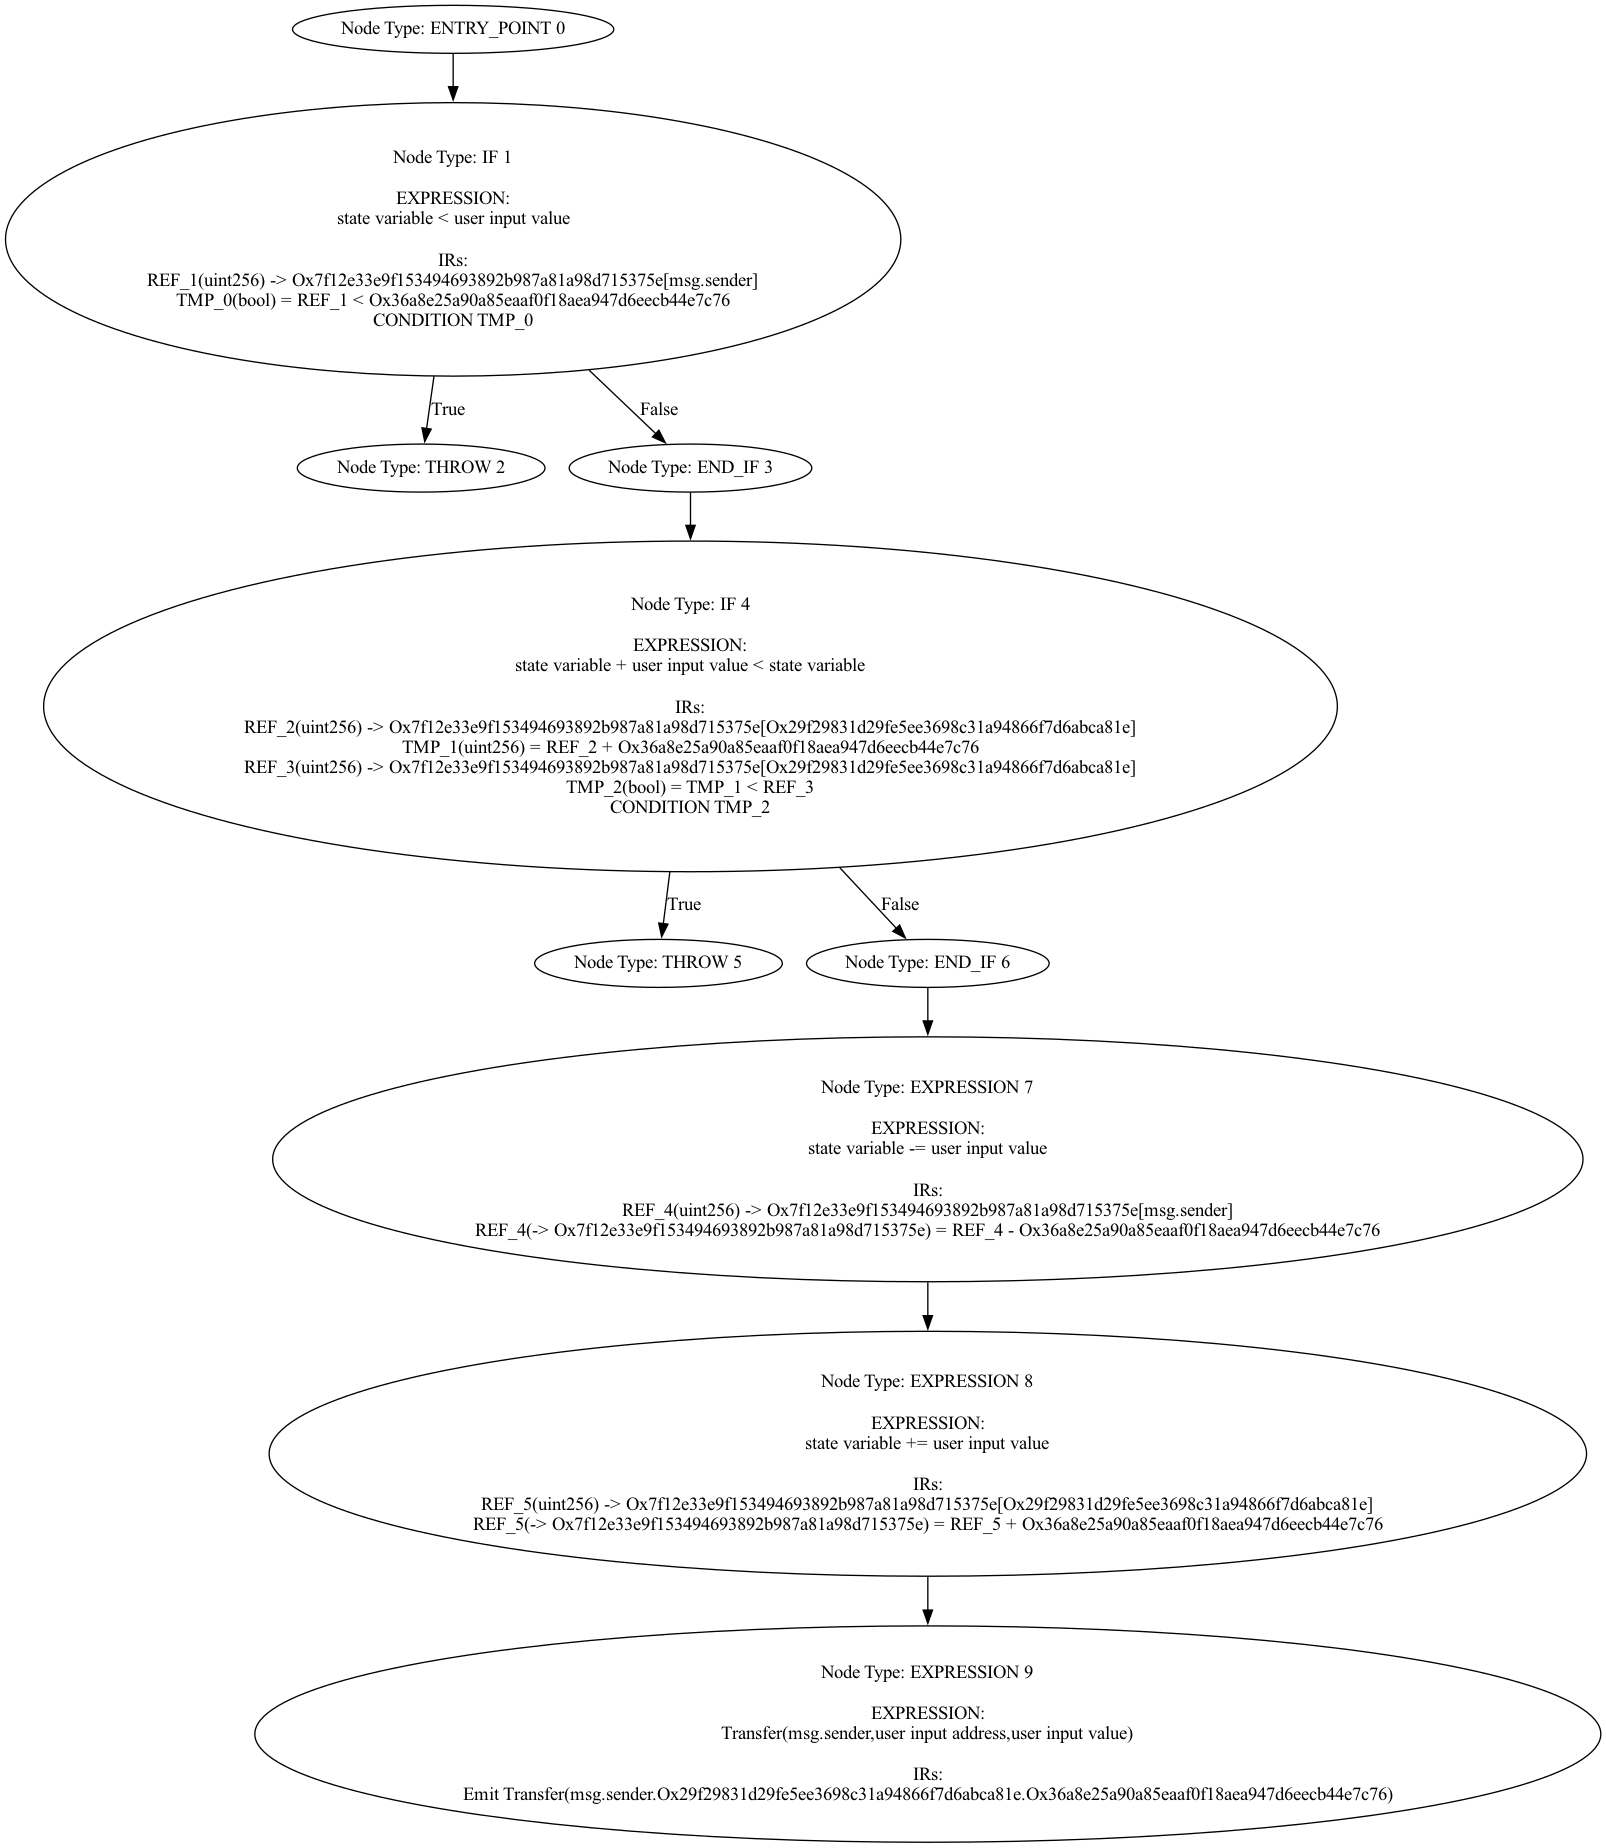 Node Type: ENTRY_POINT 0
Node Type: IF 1
EXPRESSION:
state variable < user input value
IRs:
REF_1(uint256) -> Ox7f12e33e9f153494693892b987a81a98d715375e[msg.sender]
TMP_0(bool) = REF_1 < Ox36a8e25a90a85eaaf0f18aea947d6eecb44e7c76
CONDITION TMP_0
True
False
Node Type: THROW 2
Node Type: END_IF 3
Node Type: IF 4
EXPRESSION:
state variable + user input value < state variable
IRs:
REF_2(uint256) -> Ox7f12e33e9f153494693892b987a81a98d715375e[Ox29f29831d29fe5ee3698c31a94866f7d6abca81e]
TMP_1(uint256) = REF_2 + Ox36a8e25a90a85eaaf0f18aea947d6eecb44e7c76
REF_3(uint256) -> Ox7f12e33e9f153494693892b987a81a98d715375e[Ox29f29831d29fe5ee3698c31a94866f7d6abca81e]
TMP_2(bool) = TMP_1 < REF_3
CONDITION TMP_2
True
False
Node Type: THROW 5
Node Type: END_IF 6
Node Type: EXPRESSION 7
EXPRESSION:
state variable -= user input value
IRs:
REF_4(uint256) -> Ox7f12e33e9f153494693892b987a81a98d715375e[msg.sender]
REF_4(-> Ox7f12e33e9f153494693892b987a81a98d715375e) = REF_4 - Ox36a8e25a90a85eaaf0f18aea947d6eecb44e7c76
Node Type: EXPRESSION 8
EXPRESSION:
state variable += user input value
IRs:
REF_5(uint256) -> Ox7f12e33e9f153494693892b987a81a98d715375e[Ox29f29831d29fe5ee3698c31a94866f7d6abca81e]
REF_5(-> Ox7f12e33e9f153494693892b987a81a98d715375e) = REF_5 + Ox36a8e25a90a85eaaf0f18aea947d6eecb44e7c76
Node Type: EXPRESSION 9
EXPRESSION:
Transfer(msg.sender,user input address,user input value)
IRs:
Emit Transfer(msg.sender.Ox29f29831d29fe5ee3698c31a94866f7d6abca81e.Ox36a8e25a90a85eaaf0f18aea947d6eecb44e7c76)